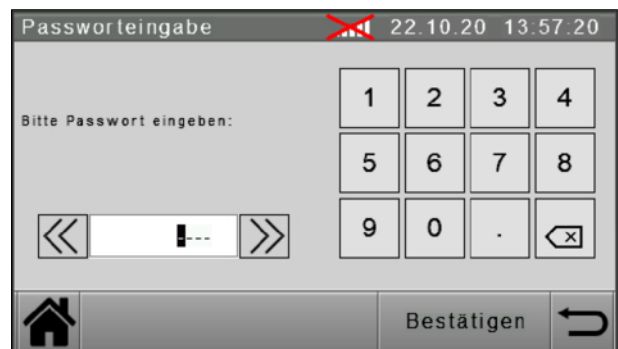 Passworteingabe 22.10.20 13:57:20
Bitte Passwort eingeben:
1 2 3 4
5 6 7 8
9 0 .
----
Bestätigen